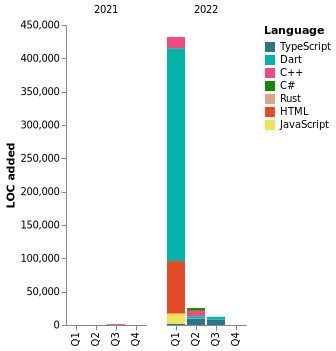 2021
2022
LOC added
450,000
400,000
350,000
300,000
250,000
200,000
150,000
100,000
50,000
0
Q1
Q2
Q3
Q4
Q1
Q2
Q3
Q4
Language
TypeScript
Dart
C++
C#
Rust
HTML
JavaScript